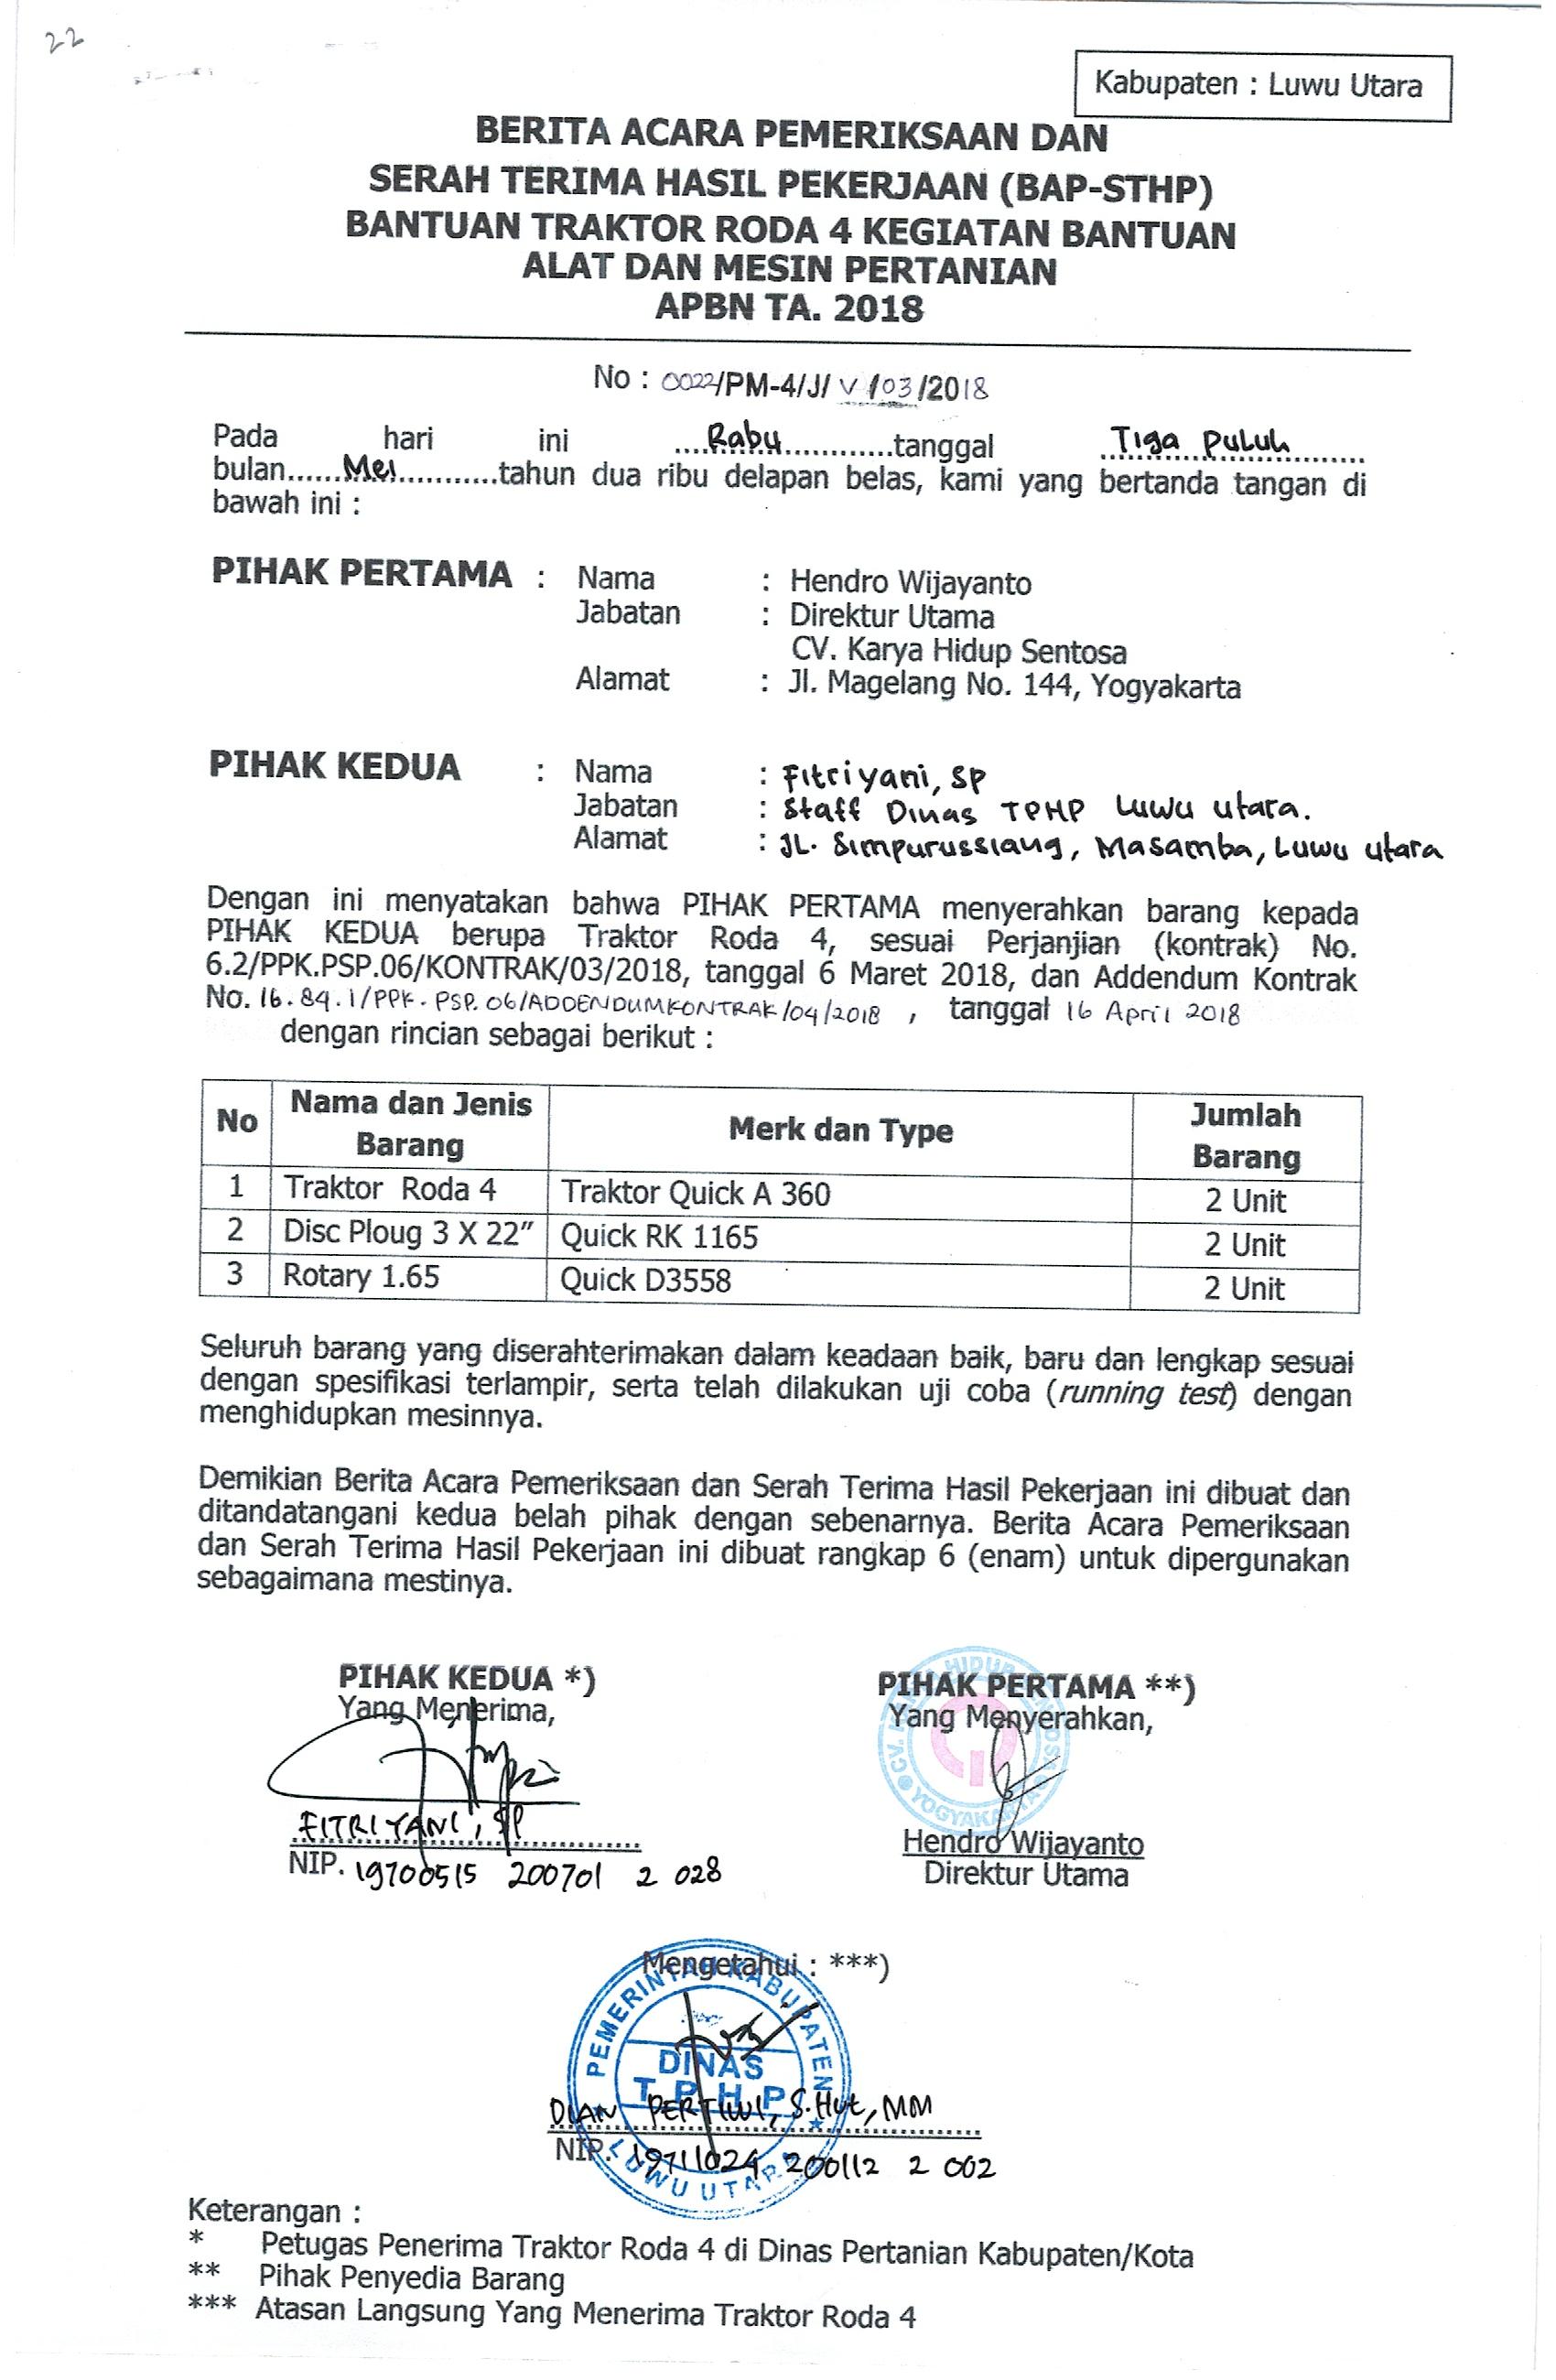 22
Kabupaten : Luwu Utara
BERITA ACARA PEMERIKSAAN DAN
SERAH TERIMA HASIL PEKERJAAN (BAP-STHP)
BANTUAN TRAKTOR RODA 4 KEGIATAN BANTUAN
ALAT DAN MESIN PERTANIAN
APBN TA. 2018
No : 0022/PM-4/J/ V /03/2018
Pada hari ini ....Rabu............tanggal Tiga Puluh
bulan......Mei............tahun dua ribu delapan belas, kami yang bertanda tangan di
bawah ini :
PIHAK PERTAMA : Nama : Hendro Wijayanto
Jabatan : Direktur Utama
CV. Karya Hidup Sentosa
Alamat : Jl. Magelang No. 144, Yogyakarta
PIHAK KEDUA : Nama : Fitriyani, SP
Jabatan : Staff Dinas TPHP Luwu Utara.
Alamat : JL. Simpurussiang, Masamba, Luwu Utara
Dengan ini menyatakan bahwa PIHAK PERTAMA menyerahkan barang kepada
PIHAK KEDUA berupa Traktor Roda 4, sesuai Perjanjian (kontrak) No.
6.2/PPK.PSP.06/KONTRAK/03/2018, tanggal 6 Maret 2018, dan Addendum Kontrak
No. 16.84.1/PPK.PSP.06/ADDENDUMKONTRAK/04/2018 , tanggal 16 April 2018
dengan rincian sebagai berikut :
No Nama dan Jenis Barang Merk dan Type Jumlah Barang
1 Traktor Roda 4 Traktor Quick A 360 2 Unit
2 Disc Ploug 3 X 22” Quick RK 1165 2 Unit
3 Rotary 1.65 Quick D3558 2 Unit
Seluruh barang yang diserahterimakan dalam keadaan baik, baru dan lengkap sesuai
dengan spesifikasi terlampir, serta telah dilakukan uji coba (running test) dengan
menghidupkan mesinnya.
Demikian Berita Acara Pemeriksaan dan Serah Terima Hasil Pekerjaan ini dibuat dan
ditandatangani kedua belah pihak dengan sebenarnya. Berita Acara Pemeriksaan
dan Serah Terima Hasil Pekerjaan ini dibuat rangkap 6 (enam) untuk dipergunakan
sebagaimana mestinya.
PIHAK KEDUA *) PIHAK PERTAMA **)
Yang Menerima, Yang Menyerahkan,
CV. KARYA HIDUP SENTOSA
YOGYAKARTA
FITRIYANI, SP Hendro Wijayanto
NIP. 19700515 200701 2 028 Direktur Utama
Mengetahui : ***)
PEMERINTAH KABUPATEN
DINAS
T P H P
LUWU UTARA
DIAN PERTIWI, S.Hut, MM
NIP. 19711024 200112 2 002
Keterangan :
* Petugas Penerima Traktor Roda 4 di Dinas Pertanian Kabupaten/Kota
** Pihak Penyedia Barang
*** Atasan Langsung Yang Menerima Traktor Roda 4